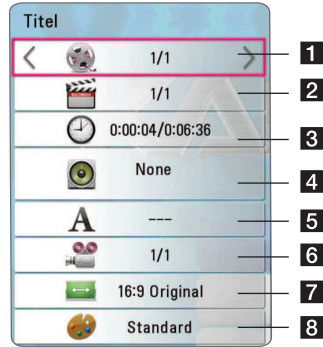 Titel
1/1 1
1/1 2
0:00:04/0:06:36 3
None 4
A --- 5
1/1 6
16:9 Original 7
Standard 8